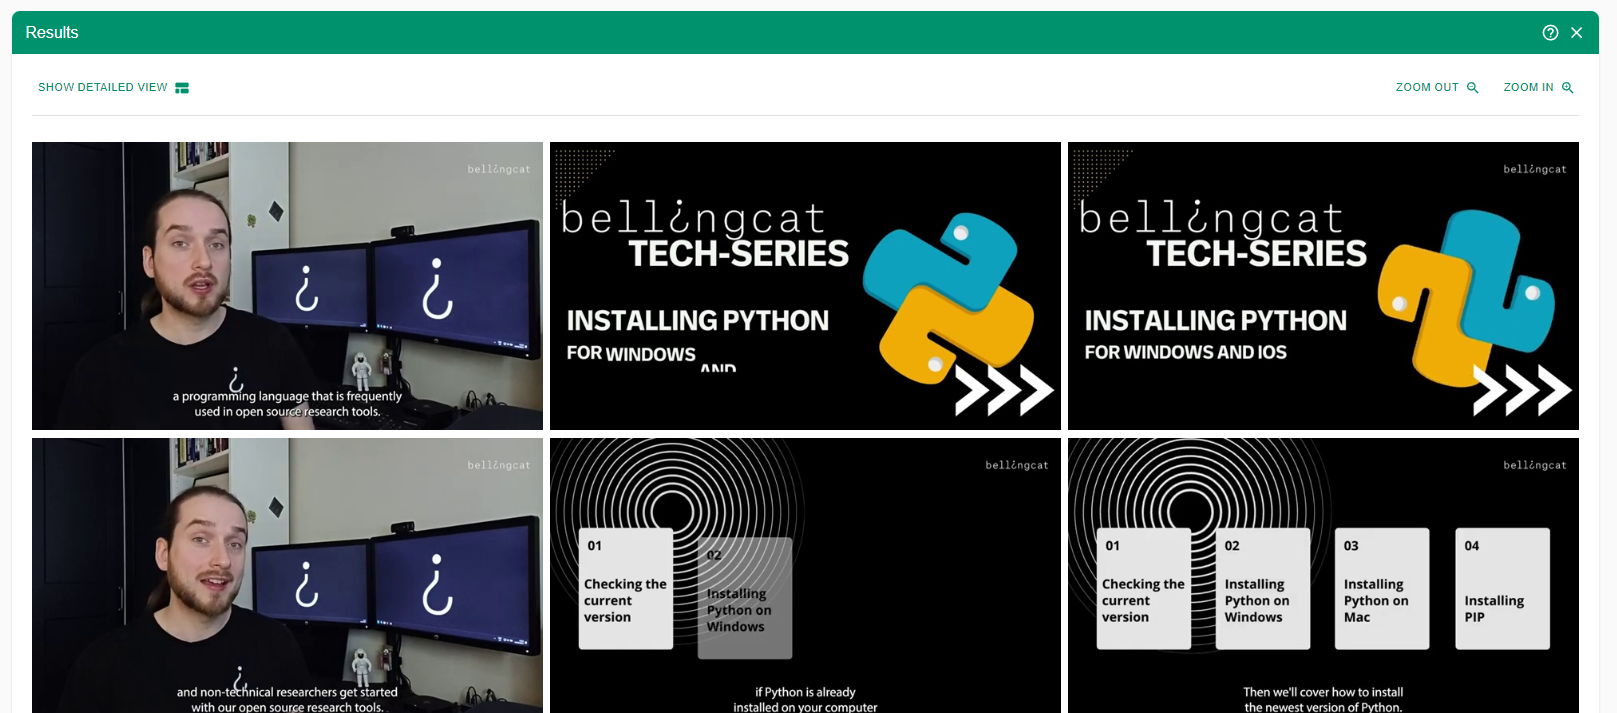 Results
SHOW DETAILED VIEW
ZOOM OUT
ZOOM IN
bell¿ngcat
a programming language that is frequently
used in open source research tools.
bell¿ngcat
TECH-SERIES
INSTALLING PYTHON
FOR WINDOWS
AND
bell¿ngcat
bell¿ngcat
TECH-SERIES
INSTALLING PYTHON
FOR WINDOWS AND IOS
bell¿ngcat
and non-technical researchers get started
with our open source research tools.
bell¿ngcat
01
Checking the
current
version
02
Installing
Python on
Windows
if Python is already
installed on your computer
bell¿ngcat
01
Checking the
current
version
02
Installing
Python on
Windows
03
Installing
Python on
Mac
04
Installing
PIP
Then we'll cover how to install
the newest version of Python.